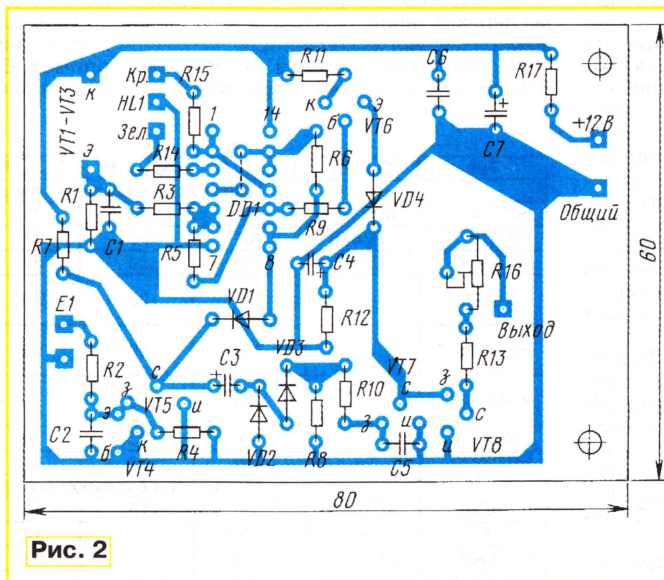 R11
C6
R17
60
Кр.
R15
к
HL1
1
14
к
э
+12В
VT1-VT3
Зел.
б
VT6
C7
э
R14
R6
R1
R3
DD1
VD4
Общий
R9
C1
R7
R5
7
8
C4
+
R16
E1
VD1
Выход
R12
+
C3
VD3
R2
с
VT7
R13
з
VT5
и
R10
с
з
э
з
и
с
C2
к
R4
б
VT4
VD2
R8
C5
и
VT8
80
Рис. 2